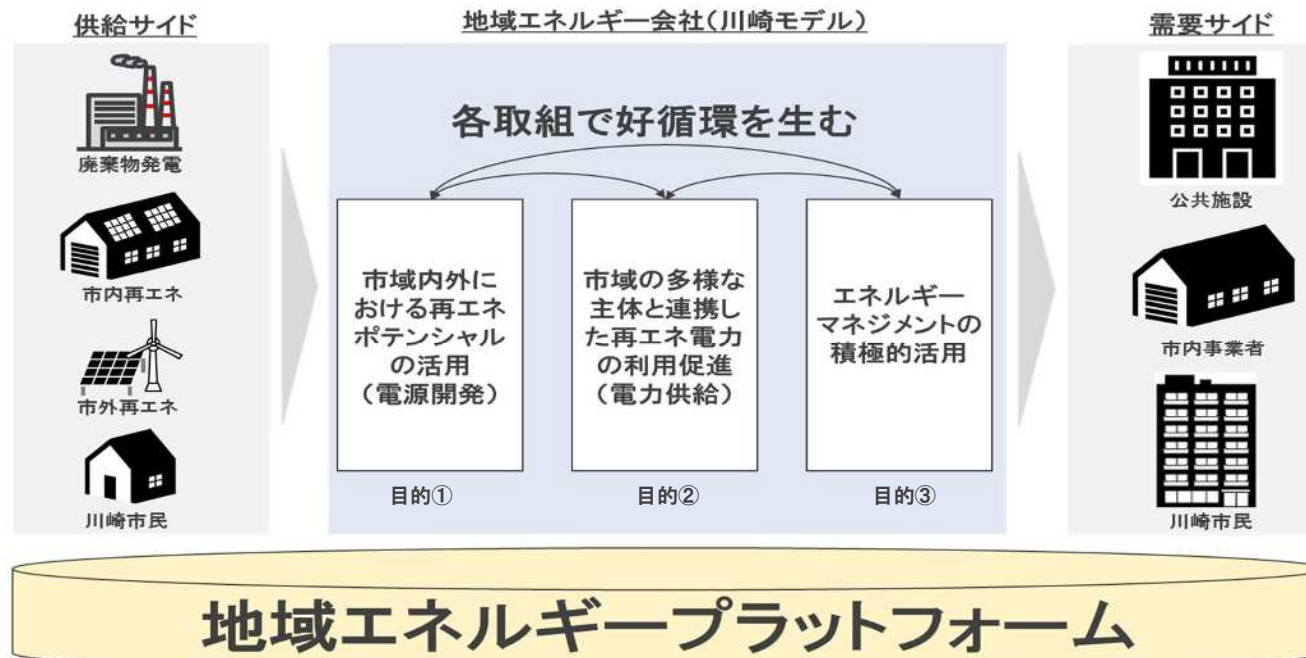 供給サイド
廃棄物発電
市内再エネ
市外再エネ
川崎市民
地域エネルギー会社(川崎モデル)
各取組で好循環を生む
市域内外に
おける再エネ
ポテンシャル
の活用
(電源開発)
目的①
市域の多様な
主体と連携し
た再エネ電力
の利用促進
(電力供給)
目的②
エネルギー
マネジメントの
積極的活用
目的③
需要サイド
公共施設
市内事業者
川崎市民
地域エネルギープラットフォーム